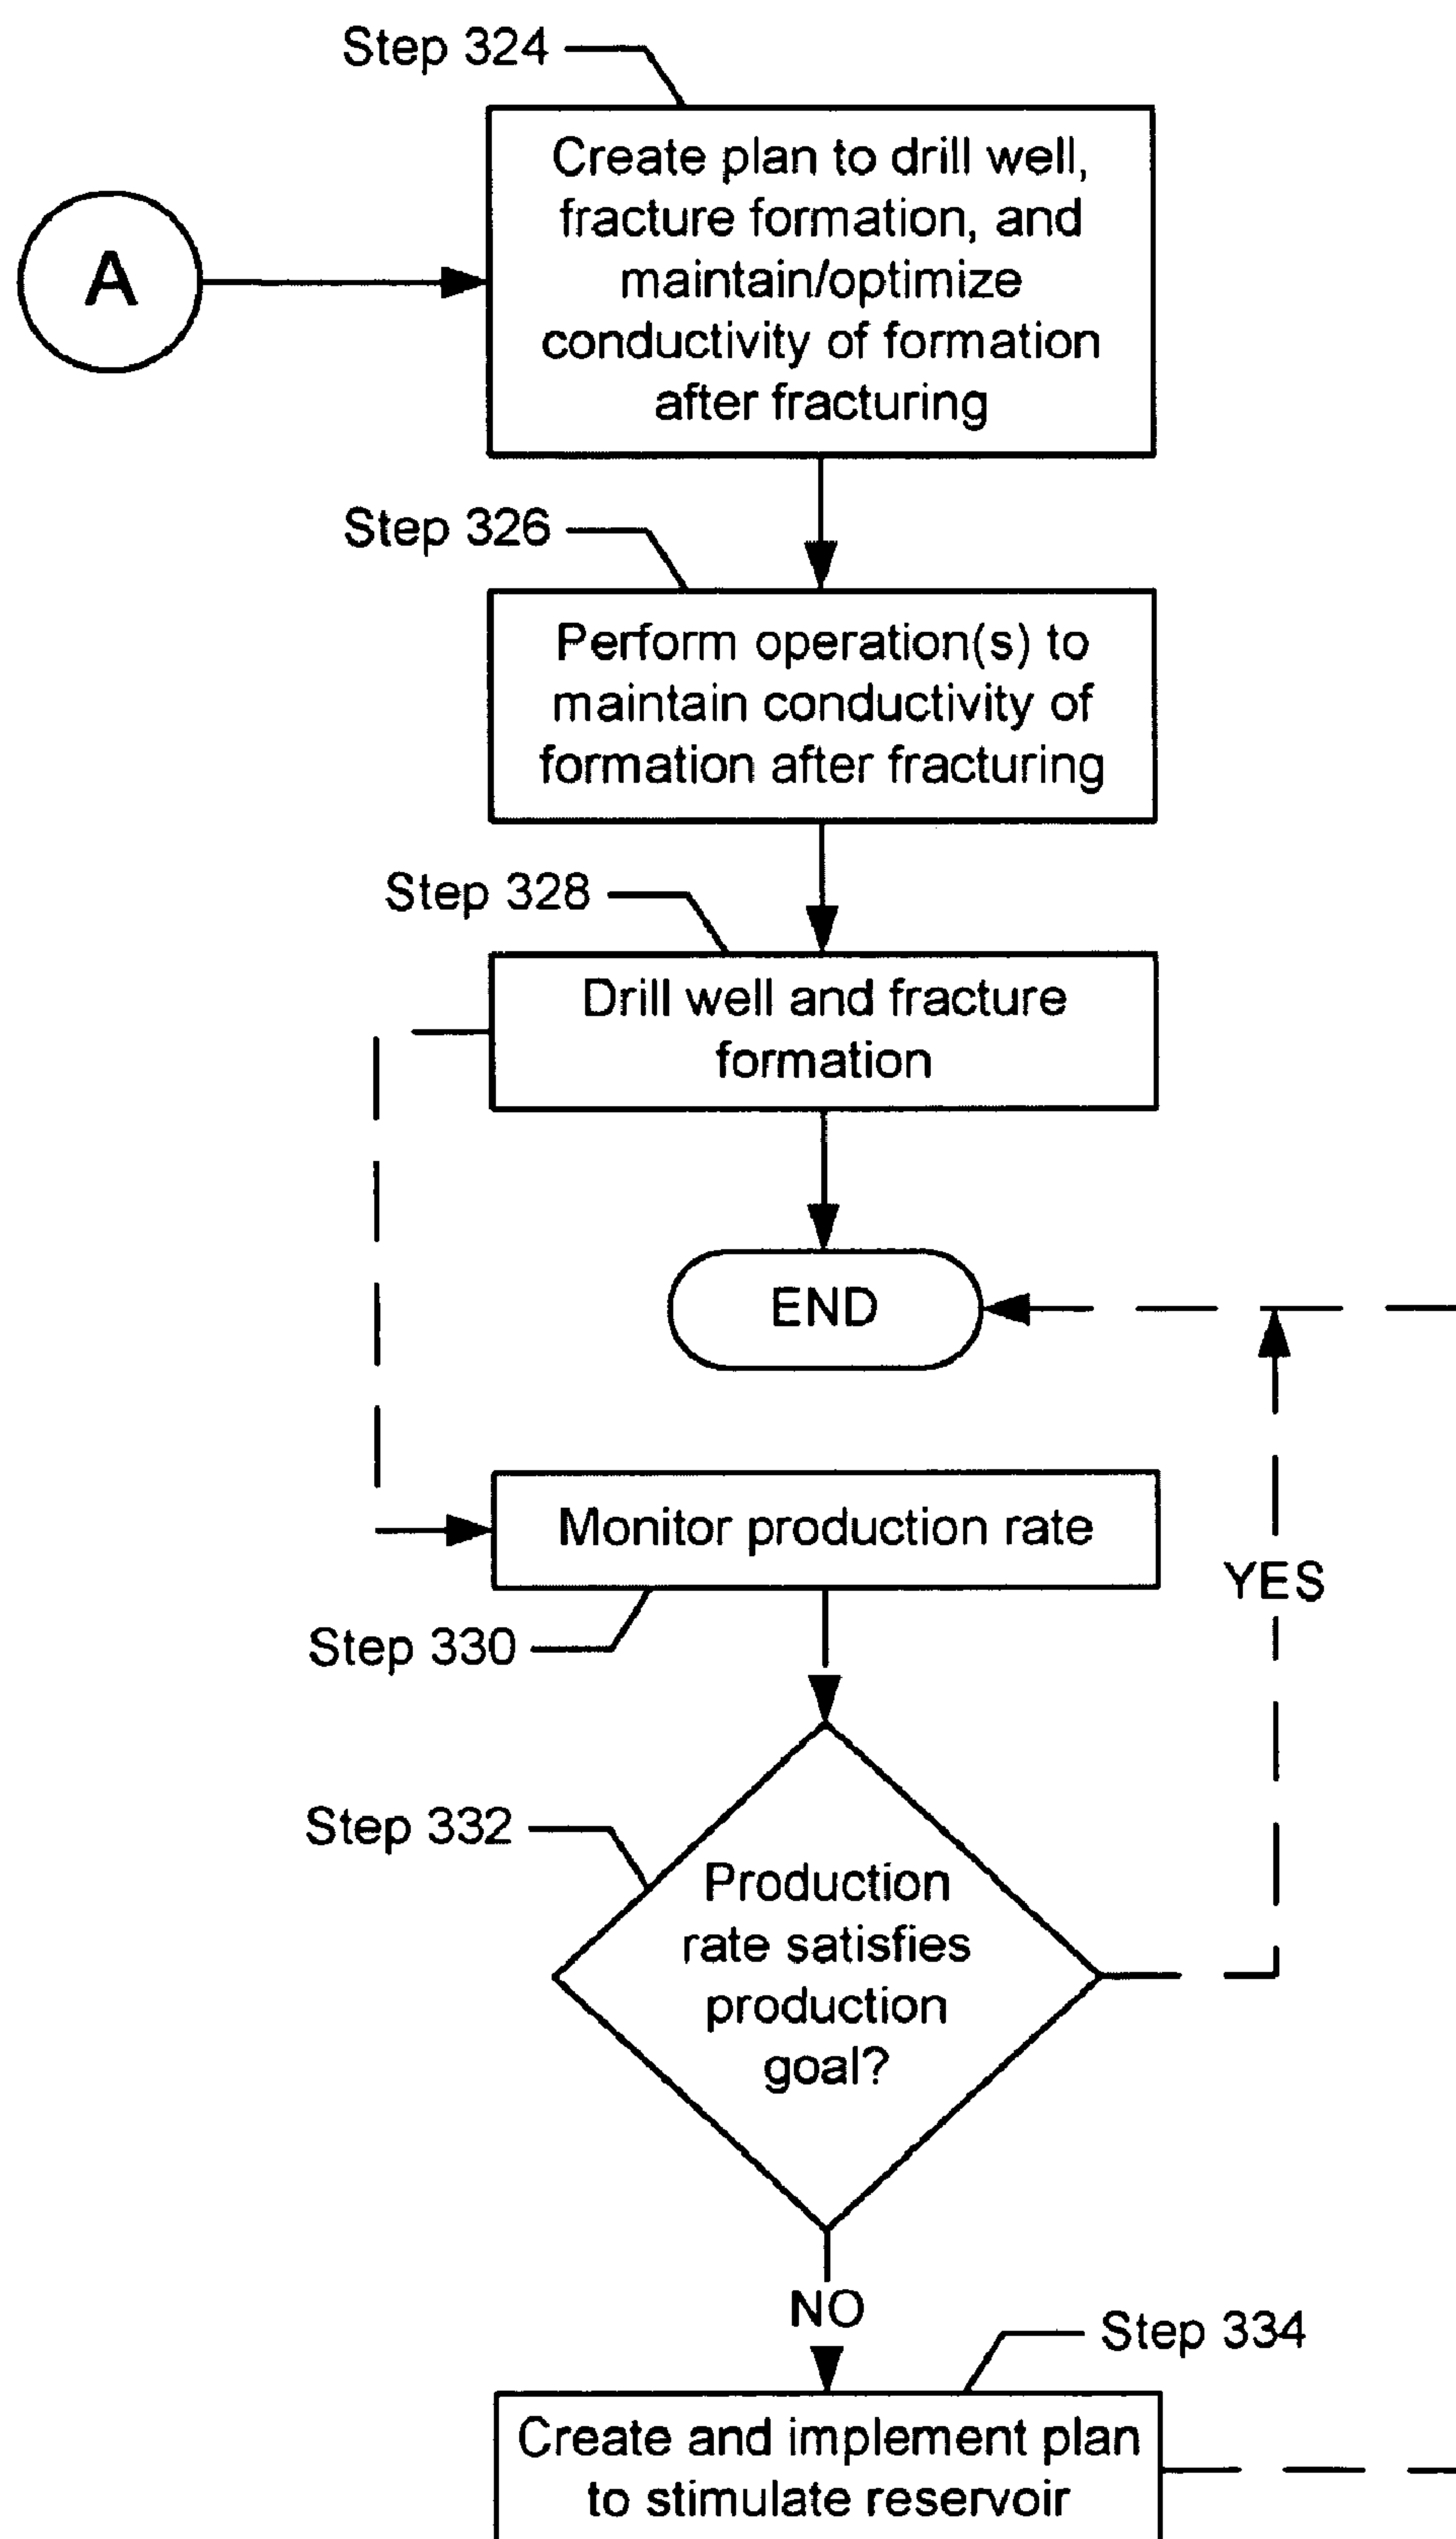 Step 324
Create plan to drill well,
fracture formation, and
maintain/optimize
conductivity of formation
after fracturing
A
Step 326
Perform operation(s) to
maintain conductivity of
formation after fracturing
Step 328
Drill well and fracture
formation
END
Monitor production rate
YES
Step 330
Step 332
Production
rate satisfies
production
goal?
NO
Step 334
Create and implement plan
to stimulate reservoir